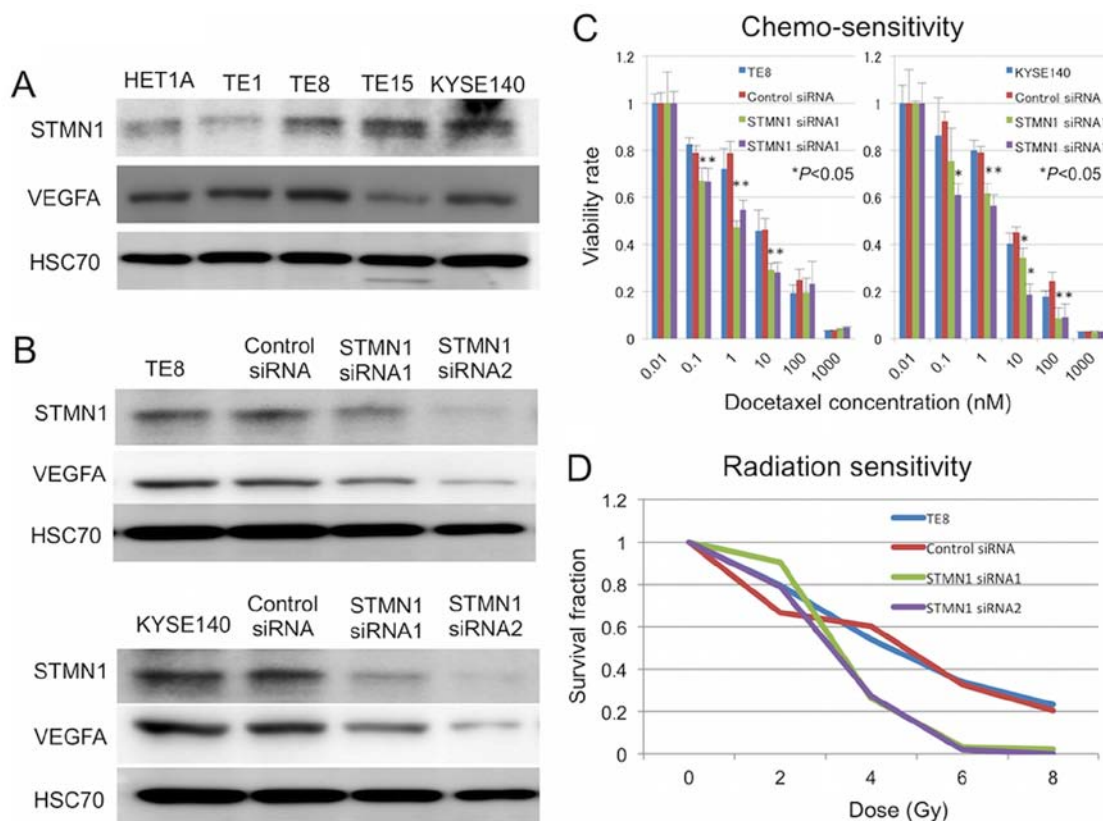 A
HET1A TE1 TE8 TE15 KYSE140
STMN1
VEGFA
HSC70
B
TE8 Control siRNA STMN1 siRNA1 STMN1 siRNA2
STMN1
VEGFA
HSC70
KYSE140 Control siRNA STMN1 siRNA1 STMN1 siRNA2
STMN1
VEGFA
HSC70
C
Chemo-sensitivity
Viability rate
1.2
1
0.8
0.6
0.4
0.2
0
TE8
Control siRNA
STMN1 siRNA1
STMN1 siRNA1
*P<0.05
**
**
**
0.01 0.1 1 10 100 1000
1.2
1
0.8
0.6
0.4
0.2
0
KYSE140
Control siRNA
STMN1 siRNA1
STMN1 siRNA1
*P<0.05
*
**
*
*
**
0.01 0.1 1 10 100 1000
Docetaxel concentration (nM)
D
Radiation sensitivity
Survival fraction
1.2
1
0.8
0.6
0.4
0.2
0
TE8
Control siRNA
STMN1 siRNA1
STMN1 siRNA2
0 2 4 6 8
Dose (Gy)